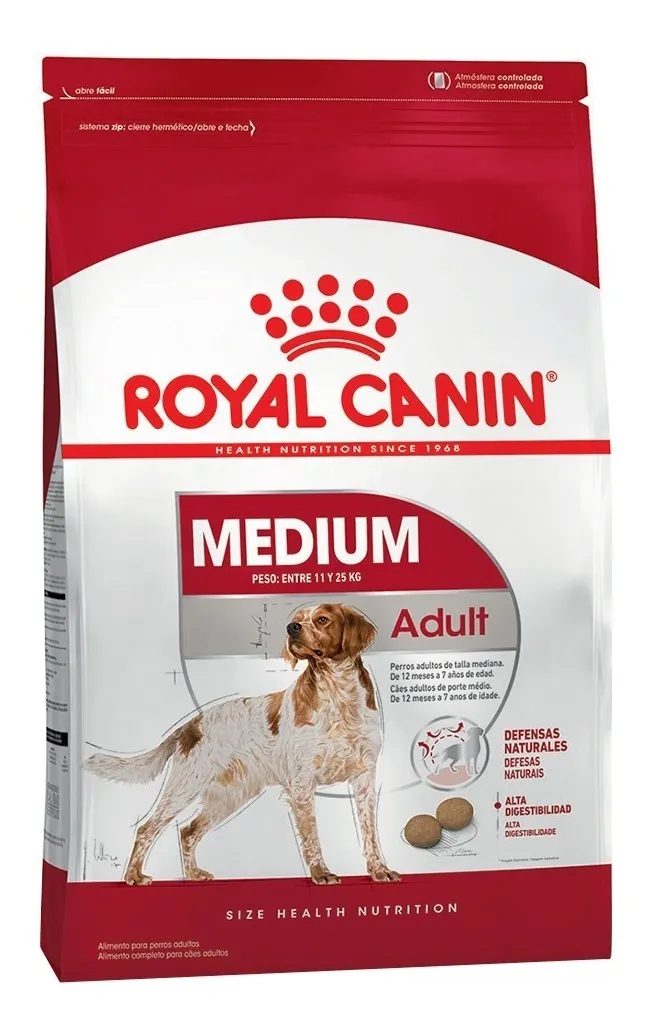 abre fácil
Atmósfera controlada
Atmosfera controlada
sistema zip: cierre hermético/abre e fecha
ROYAL CANIN®
HEALTH NUTRITION SINCE 1968
MEDIUM
PESO: ENTRE 11 Y 25 KG
Adult
Perros adultos de talla mediana.
De 12 meses a 7 años de edad.
Cães adultos de porte médio.
De 12 meses a 7 anos de idade.
DEFENSAS
NATURALES
DEFESAS
NATURAIS
ALTA
DIGESTIBILIDAD
ALTA
DIGESTIBILIDADE
SIZE HEALTH NUTRITION
Alimento para perros adultos
Alimento completo para cães adultos